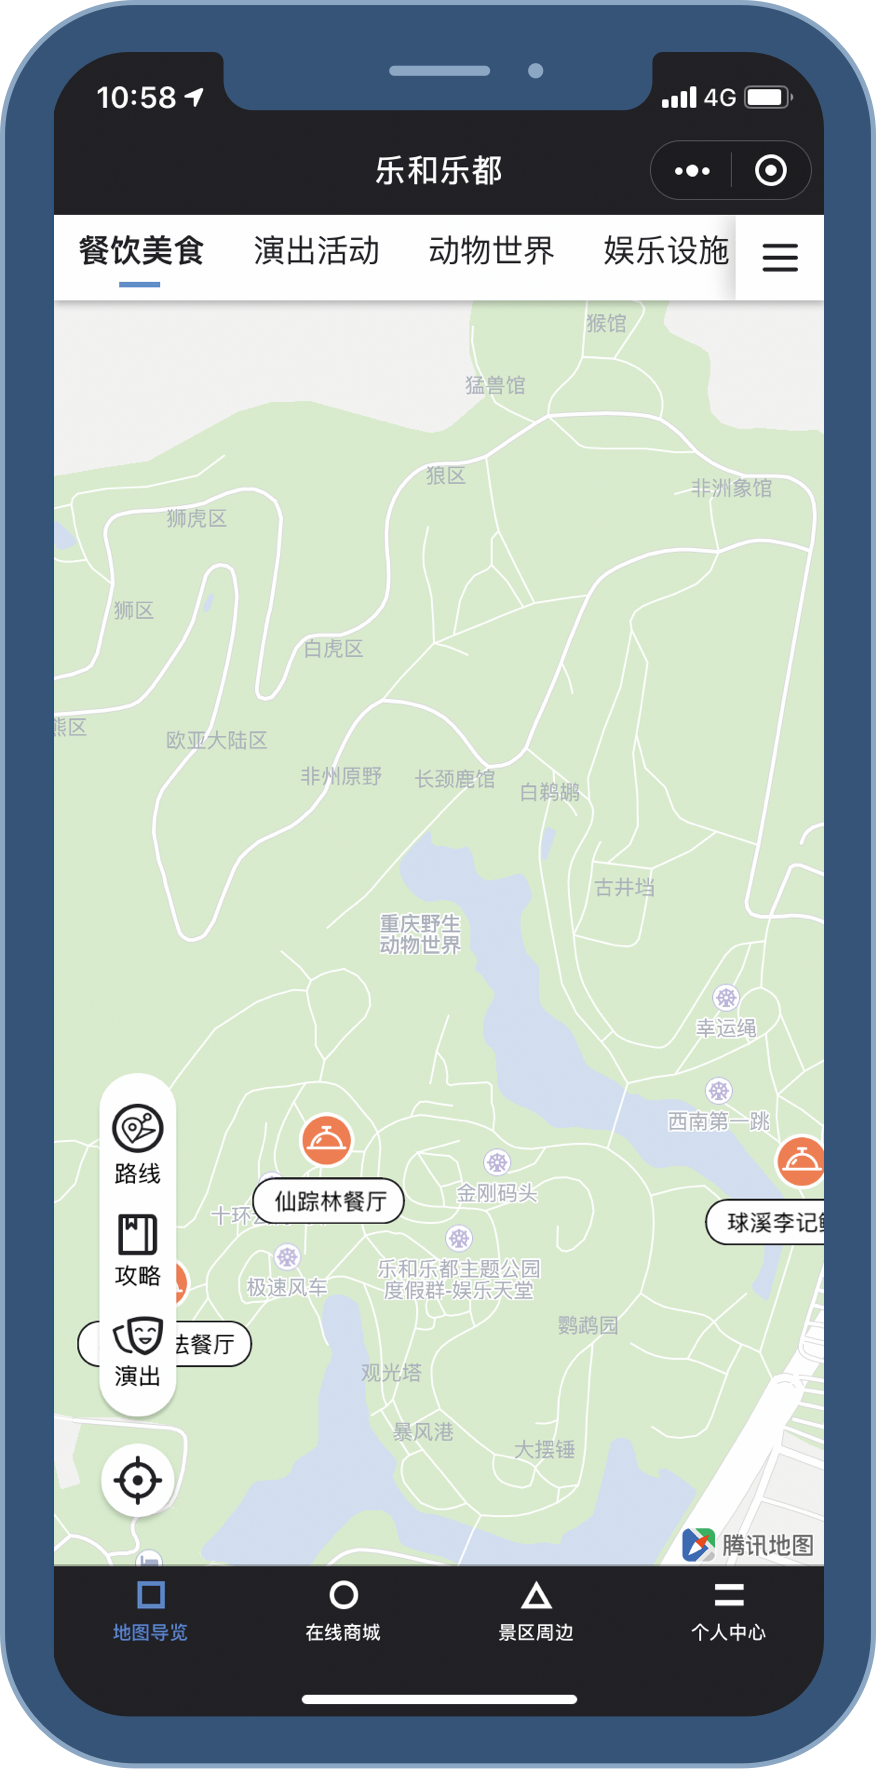 10:58
4G
乐和乐都
餐饮美食 演出活动 动物世界 娱乐设施
猴馆
猛兽馆
狼区
非洲象馆
狮虎区
狮区
白虎区
熊区
欧亚大陆区
非州原野
长颈鹿馆
白鹈鹕
古井垱
重庆野生
动物世界
幸运绳
西南第一跳
路线
金刚码头
仙踪林餐厅
十环
球溪李记
攻略
乐和乐都主题公园
度假群-娱乐天堂
极速风车
鹦鹉园
法餐厅
演出
观光塔
暴风港
大摆锤
腾讯地图
地图导览 在线商城 景区周边 个人中心